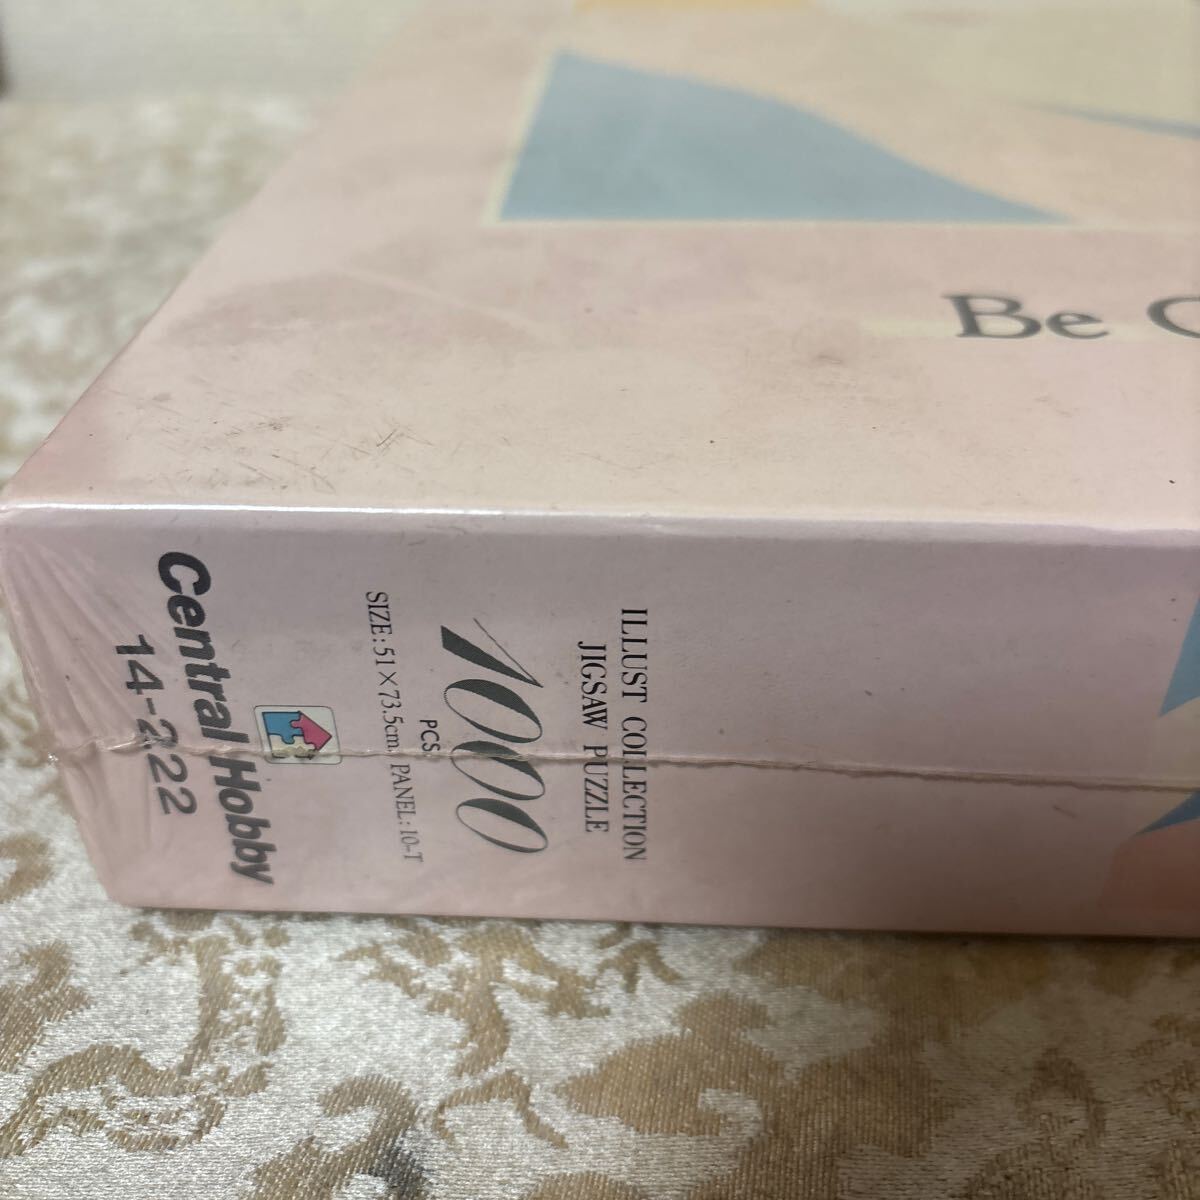 Be
ILLUST COLLECTION
JIGSAW PUZZLE
1000
PCS.
SIZE:51×73.5cm. PANEL:10-T
Central Hobby
14-222